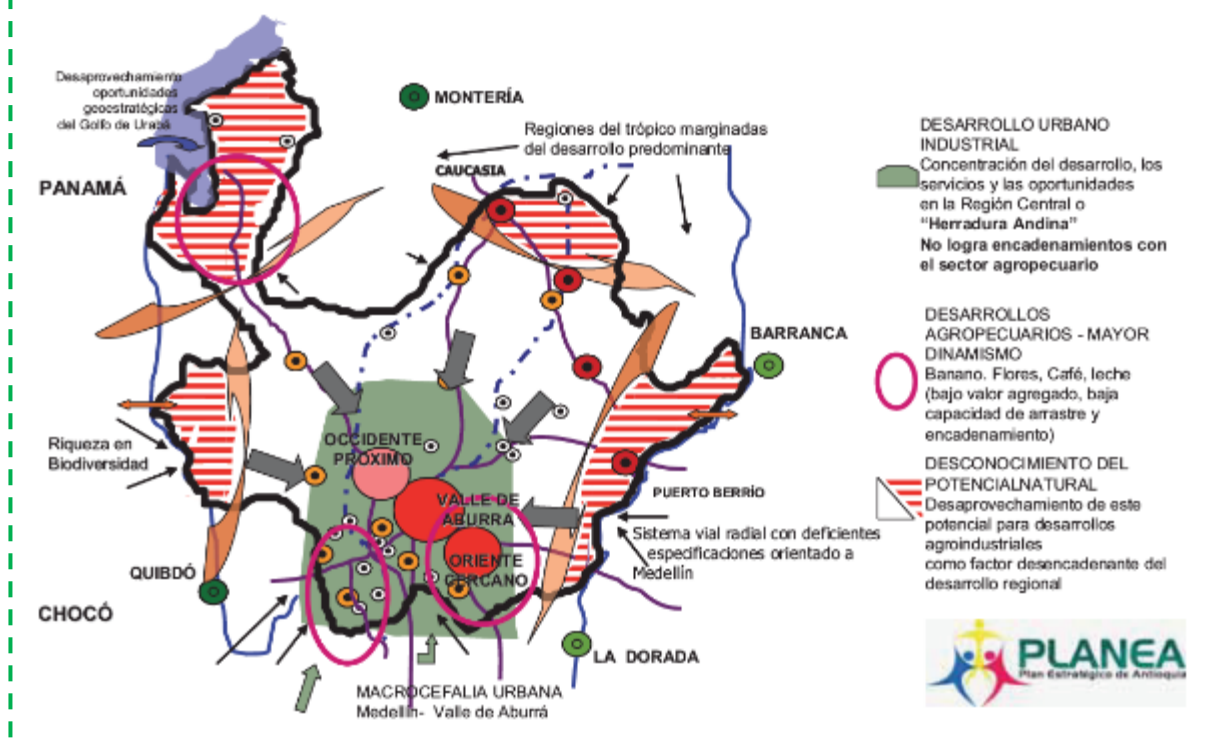 Desaprovechamiento
oportunidades
geoestratégicas
del Golfo de Urabá
MONTERÍA
Regiones del trópico marginadas
del desarrollo predominante
CAUCASIA
PANAMÁ
BARRANCA
OCCIDENTE
PRÓXIMO
Riqueza en
Biodiversidad
VALLE DE
ABURRA
PUERTO BERRÍO
Sistema vial radial con deficientes
especificaciones orientado a
Medellín
ORIENTE
CERCANO
QUIBDÓ
CHOCÓ
LA DORADA
MACROCEFALIA URBANA
Medellín- Valle de Aburrá
DESARROLLO URBANO
INDUSTRIAL
Concentración del desarrollo, los
servicios y las oportunidades
en la Región Central o
“Herradura Andina”
No logra encadenamientos con
el sector agropecuario
DESARROLLOS
AGROPECUARIOS - MAYOR
DINAMISMO
Banano. Flores, Café, leche
(bajo valor agregado, baja
capacidad de arrastre y
encadenamiento)
DESCONOCIMIENTO DEL
POTENCIALNATURAL
Desaprovechamiento de este
potencial para desarrollos
agroindustriales
como factor desencadenante del
desarrollo regional
PLANEA
Plan Estratégico de Antioquia